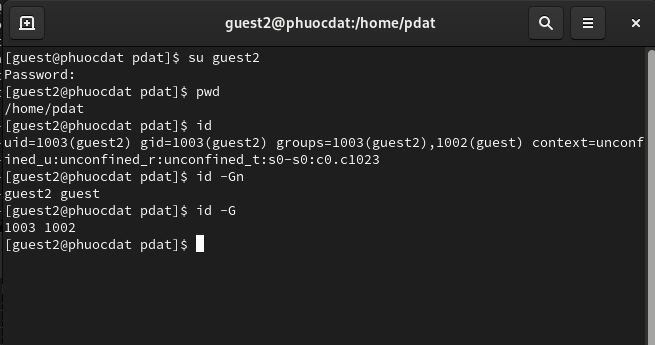 guest2@phuocdat:/home/pdat
[guest@phuocdat pdat]$ su guest2
Password:
[guest2@phuocdat pdat]$ pwd
/home/pdat
[guest2@phuocdat pdat]$ id
uid=1003(guest2) gid=1003(guest2) groups=1003(guest2),1002(guest) context=unconf
ined_u:unconfined_r:unconfined_t:s0-s0:c0.c1023
[guest2@phuocdat pdat]$ id -Gn
guest2 guest
[guest2@phuocdat pdat]$ id -G
1003 1002
[guest2@phuocdat pdat]$